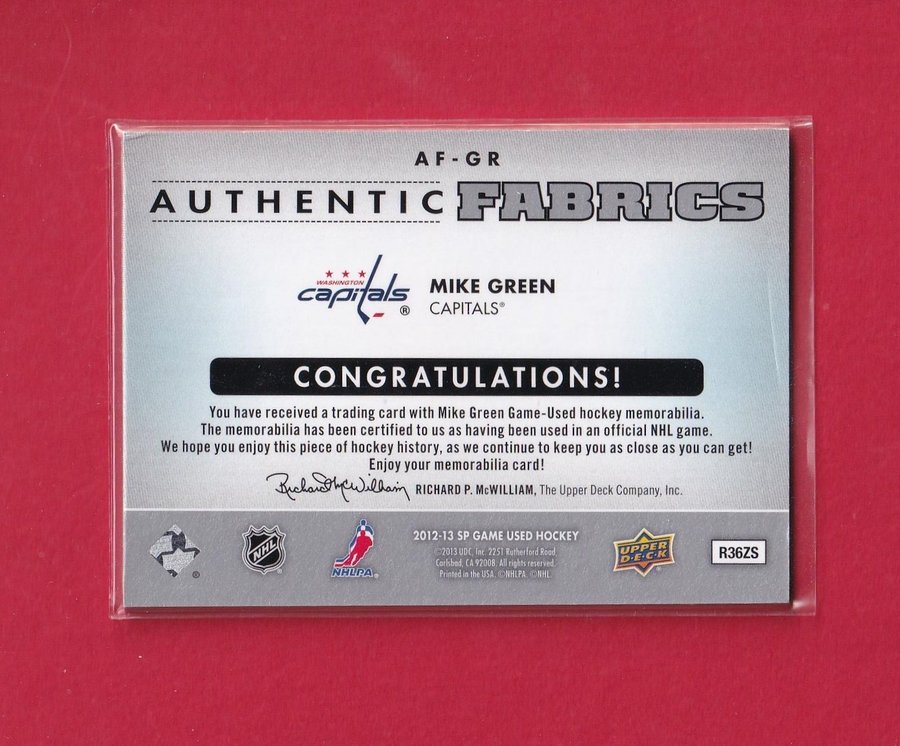 AF-GR
AUTHENTIC FABRICS
WASHINGTON
capitals ®
MIKE GREEN
CAPITALS®
CONGRATULATIONS!
You have received a trading card with Mike Green Game-Used hockey memorabilia.
The memorabilia has been certified to us as having been used in an official NHL game.
We hope you enjoy this piece of hockey history, as we continue to keep you as close as you can get!
Enjoy your memorabilia card!
Richard McWilliam RICHARD P. McWILLIAM, The Upper Deck Company, Inc.
®
NHL
NHLPA
2012-13 SP GAME USED HOCKEY
©2013 UDC, Inc. 2251 Rutherford Road,
Carlsbad, CA 92008. All rights reserved.
Printed in the USA. ©NHLPA ©NHL
UPPER
DECK
R36ZS